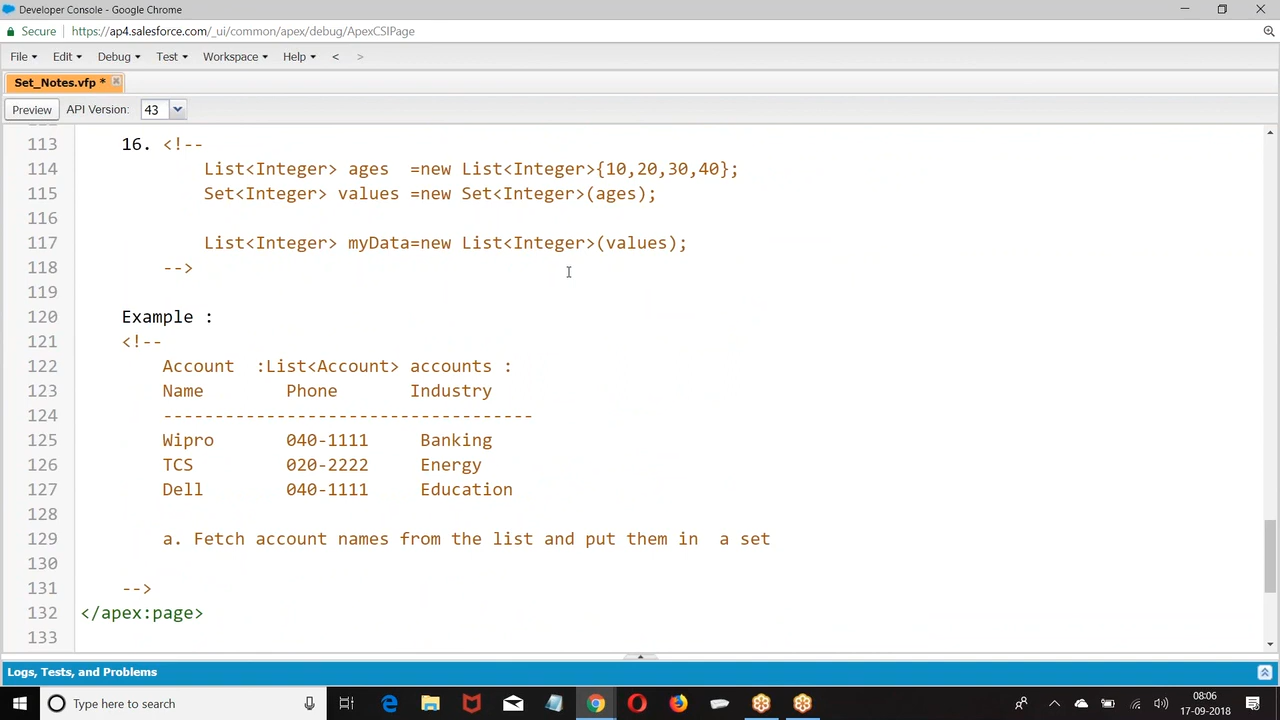 Developer Console - Google Chrome
Secure https://ap4.salesforce.com/_ui/common/apex/debug/ApexCSIPage
File Edit Debug Test Workspace Help < >
Set_Notes.vfp *
Preview API Version: 43
113 16. <!--
114 List<Integer> ages =new List<Integer>{10,20,30,40};
115 Set<Integer> values =new Set<Integer>(ages);
116
117 List<Integer> myData=new List<Integer>(values);
118 -->
119
120 Example :
121 <!--
122 Account :List<Account> accounts :
123 Name Phone Industry
124 ------------------------------------
125 Wipro 040-1111 Banking
126 TCS 020-2222 Energy
127 Dell 040-1111 Education
128
129 a. Fetch account names from the list and put them in a set
130
131 -->
132 </apex:page>
133
Logs, Tests, and Problems
Type here to search
08:06
17-09-2018